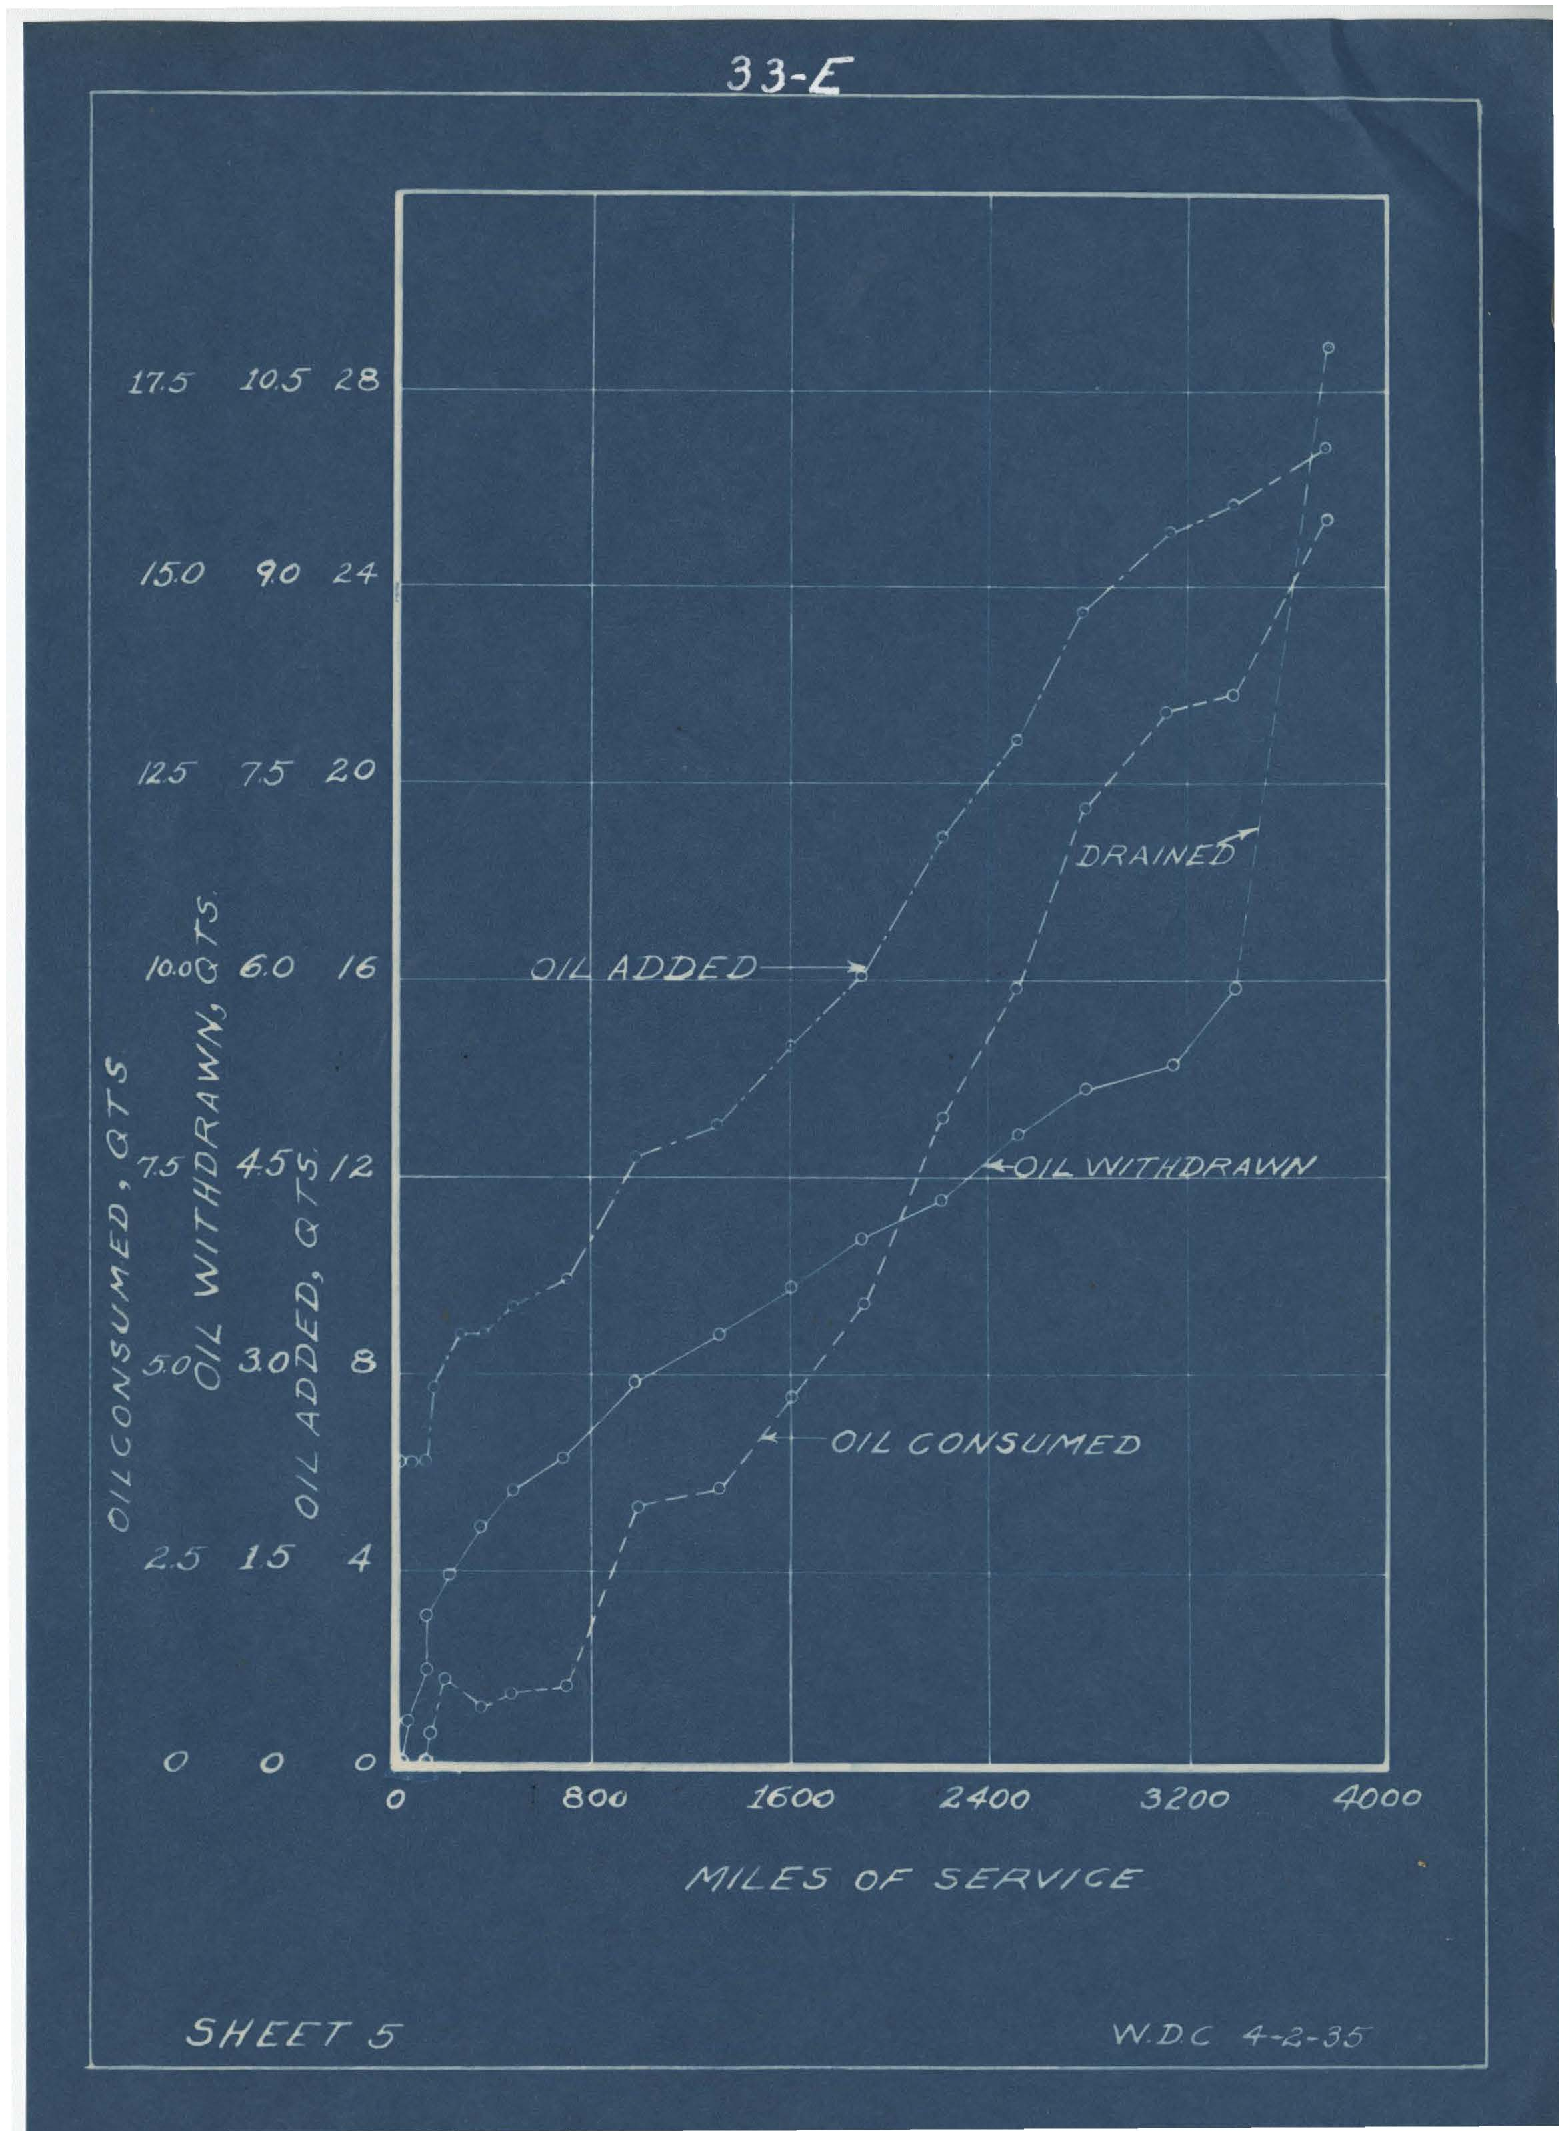 33-E
17.5 10.5 28
15.0 9.0 24
12.5 7.5 20
DRAINED
10.0 6.0 16
OIL ADDED
7.5 4.5 12
OIL WITHDRAWN
5.0 3.0 8
OIL CONSUMED
2.5 1.5 4
0 0 0
OIL CONSUMED, QTS
OIL WITHDRAWN, QTS.
OIL ADDED, QTS.
0 800 1600 2400 3200 4000
MILES OF SERVICE
SHEET 5
W.D.C 4-2-35